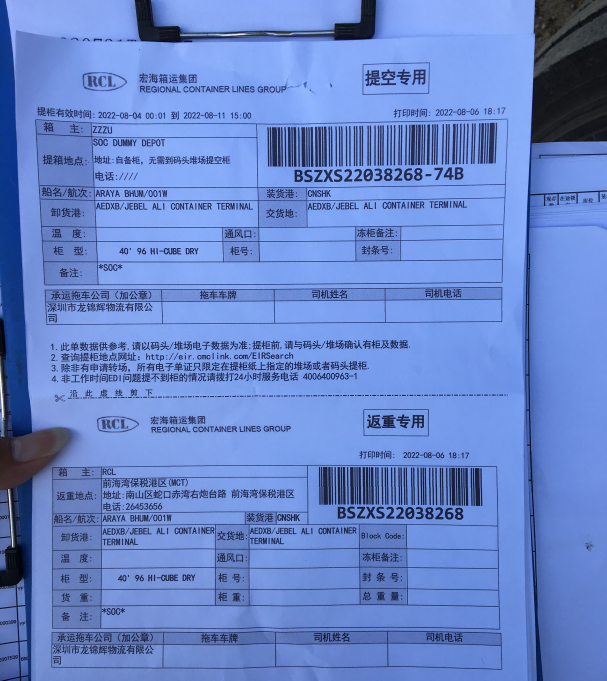 RCL 宏海箱运集团
REGIONAL CONTAINER LINES GROUP
提空专用
提柜有效时间: 2022-08-04 00:01 到 2022-08-11 15:00 打印时间: 2022-08-06 18:17
箱 主: ZZZU
提箱地点: SOC DUMMY DEPOT
地址:自备柜, 无需到码头堆场提空柜
电话:////
BSZXS22038268-74B
船名/航次: ARAYA BHUM/001W 装货港: CNSHK
卸货港: AEDXB/JEBEL ALI CONTAINER TERMINAL 交货地: AEDXB/JEBEL ALI CONTAINER TERMINAL
温 度: 通风口: 冻柜备注:
柜 型: 40' 96 HI-CUBE DRY 柜号: 封条号:
备注: *SOC*
承运拖车公司 (加公章) 拖车车牌 司机姓名 司机电话
深圳市龙锦辉物流有限公司
1. 此单数据供参考, 请以码头/堆场电子数据为准;提柜前, 请与码头/堆场确认有柜及数据.
2. 查询提柜地点网址: http://eir.cmclink.com/EIRSearch
3. 除非有申请转场, 所有电子单证只限定在提柜纸上指定的堆场或者码头提柜.
4. 非工作时间EDI问题提不到柜的情况请拨打24小时服务电话 4006400963-1
沿 此 虚 线 剪 下
RCL 宏海箱运集团
REGIONAL CONTAINER LINES GROUP
返重专用
打印时间: 2022-08-06 18:17
箱 主: RCL
返重地点: 前海湾保税港区(MCT)
地址:南山区蛇口赤湾右炮台路 前海湾保税港区
电话:26453656
BSZXS22038268
船名/航次: ARAYA BHUM/001W 装货港 CNSHK
卸货港: AEDXB/JEBEL ALI CONTAINER TERMINAL 交货地: AEDXB/JEBEL ALI CONTAINER TERMINAL Block Code:
温 度: 通风口: 冻柜备注:
柜 型: 40' 96 HI-CUBE DRY 柜 号: 封 条 号:
货 重: 柜 重: 总 重 量:
备 注: *SOC*
承运拖车公司 (加公章) 拖车车牌 司机姓名 司机电话
深圳市龙锦辉物流有限公司